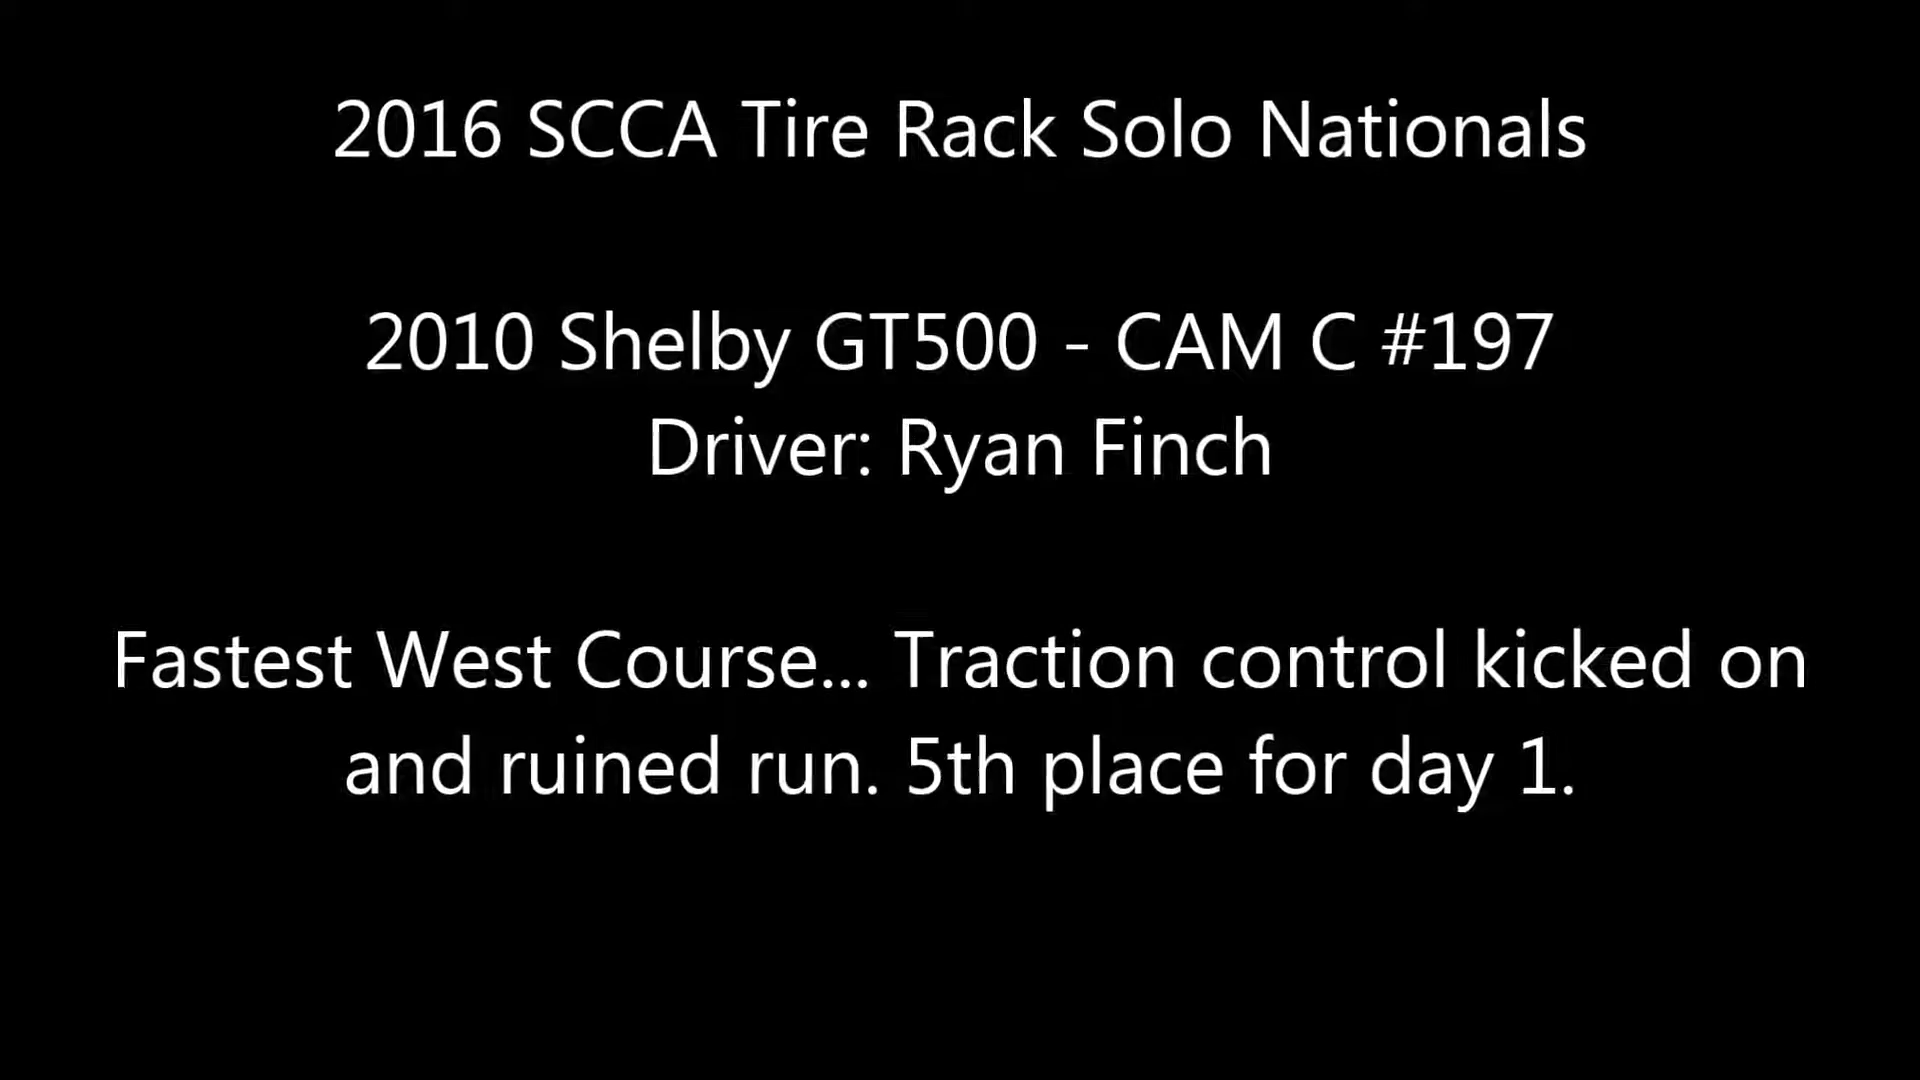 2016 SCCA Tire Rack Solo Nationals
2010 Shelby GT500 - CAM C #197
Driver: Ryan Finch
Fastest West Course... Traction control kicked on
and ruined run. 5th place for day 1.